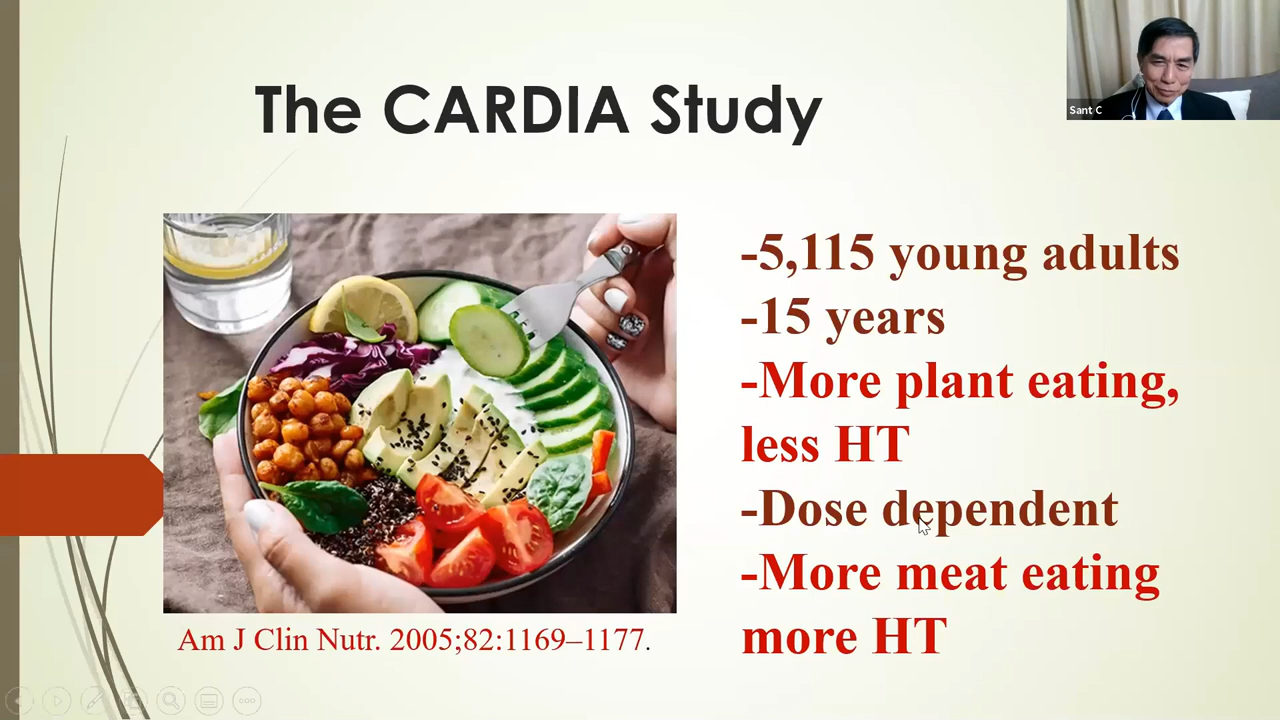 The CARDIA Study
Sant C
-5,115 young adults
-15 years
-More plant eating,
less HT
-Dose dependent
-More meat eating
more HT
Am J Clin Nutr. 2005;82:1169–1177.